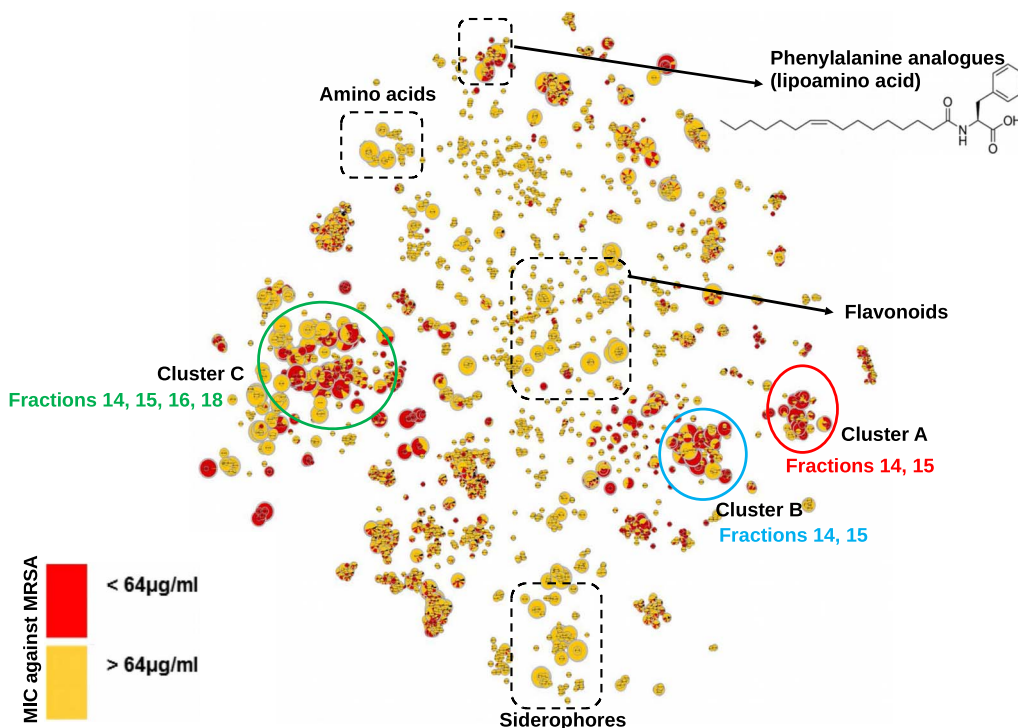 Phenylalanine analogues
(lipoamino acid)
O
N
H
O
OH
Amino acids
Flavonoids
Cluster C
Fractions 14, 15, 16, 18
Cluster A
Fractions 14, 15
Cluster B
Fractions 14, 15
MIC against MRSA
< 64µg/ml
> 64µg/ml
Siderophores